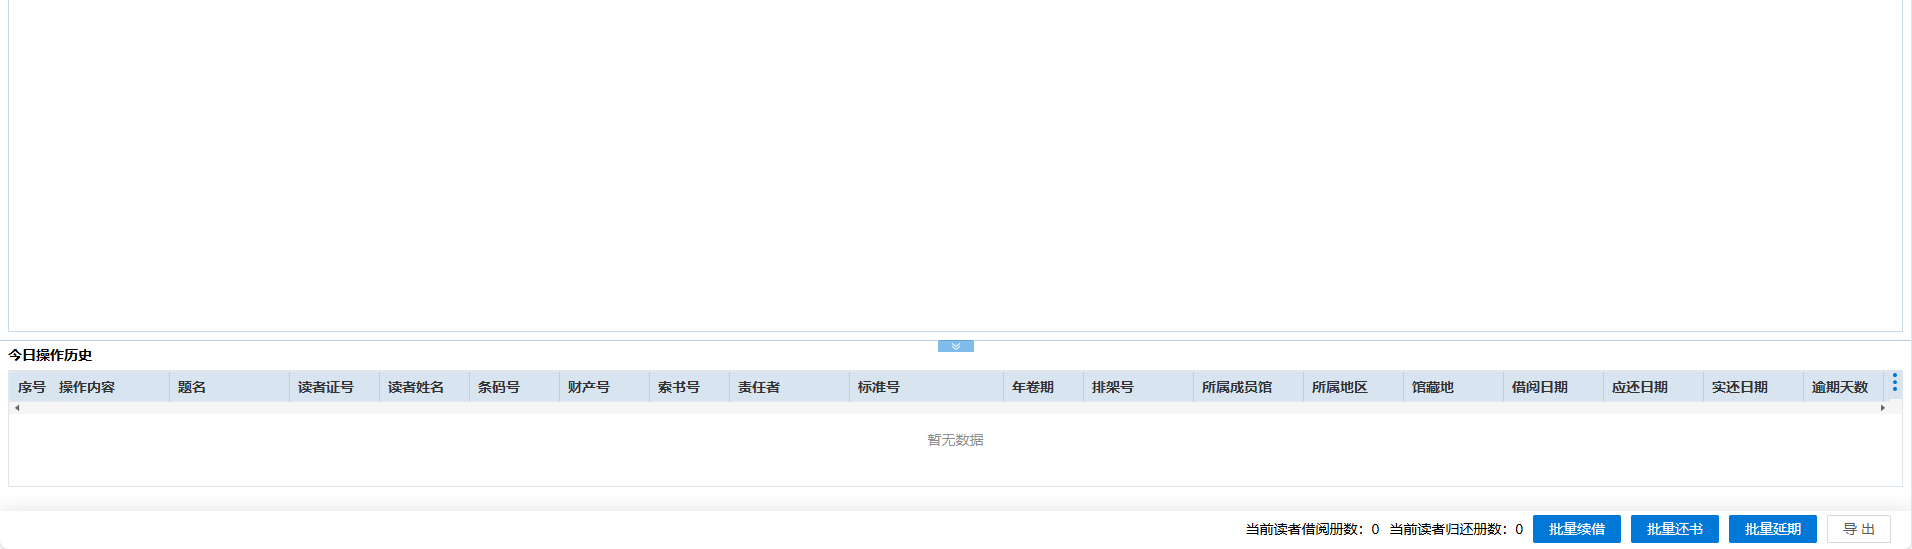 今日操作历史
序号 操作内容 题名 读者证号 读者姓名 条码号 财产号 索书号 责任者 标准号 年卷期 排架号 所属成员馆 所属地区 馆藏地 借阅日期 应还日期 实还日期 逾期天数
暂无数据
当前读者借阅册数：0 当前读者归还册数：0 批量续借 批量还书 批量延期 导 出